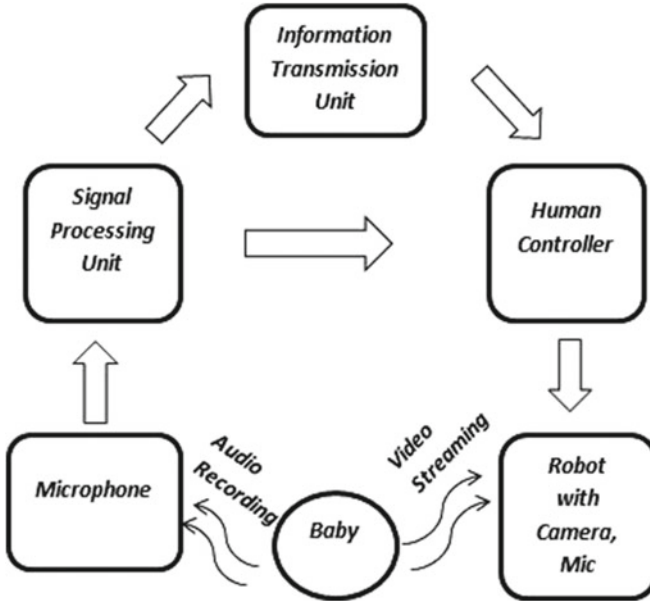 Information
Transmission
Unit
Signal
Processing
Unit
Human
Controller
Microphone
Audio
Recording
Baby
Video
Streaming
Robot
with
Camera,
Mic